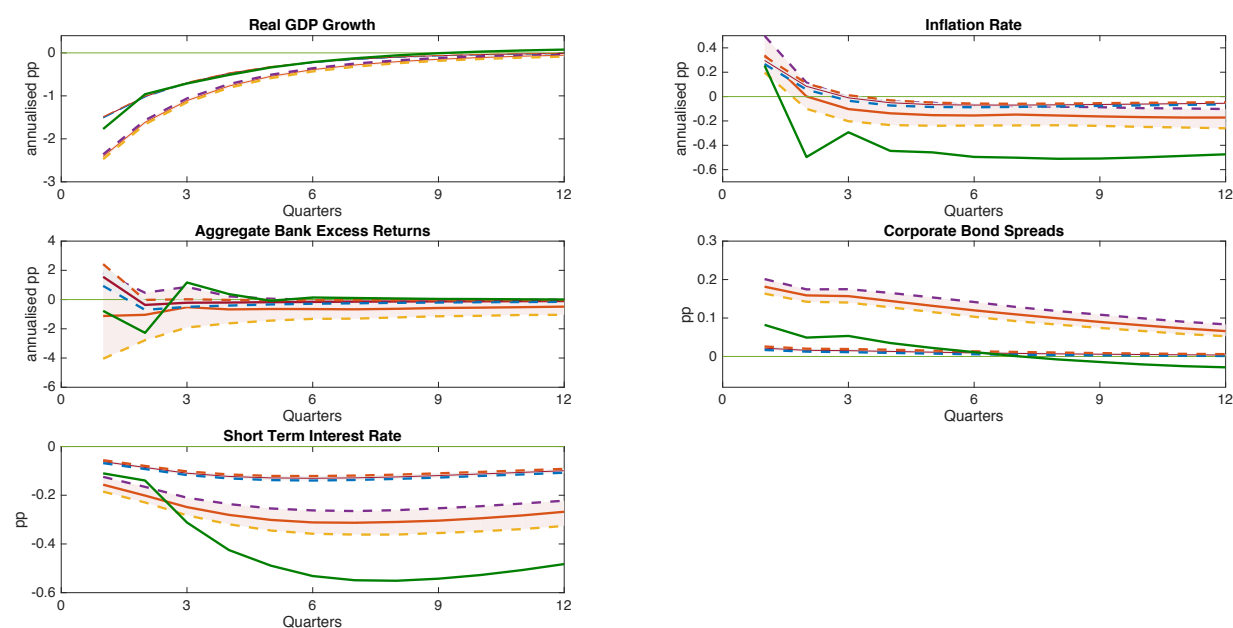 Real GDP Growth
annualised pp
0
-1
-2
-3
0 3 6 9 12
Quarters
Inflation Rate
annualised pp
0.4
0.2
0
-0.2
-0.4
-0.6
0 3 6 9 12
Quarters
Aggregate Bank Excess Returns
annualised pp
4
2
0
-2
-4
-6
0 3 6 9 12
Quarters
Corporate Bond Spreads
pp
0.3
0.2
0.1
0
0 3 6 9 12
Quarters
Short Term Interest Rate
pp
0
-0.2
-0.4
-0.6
0 3 6 9 12
Quarters